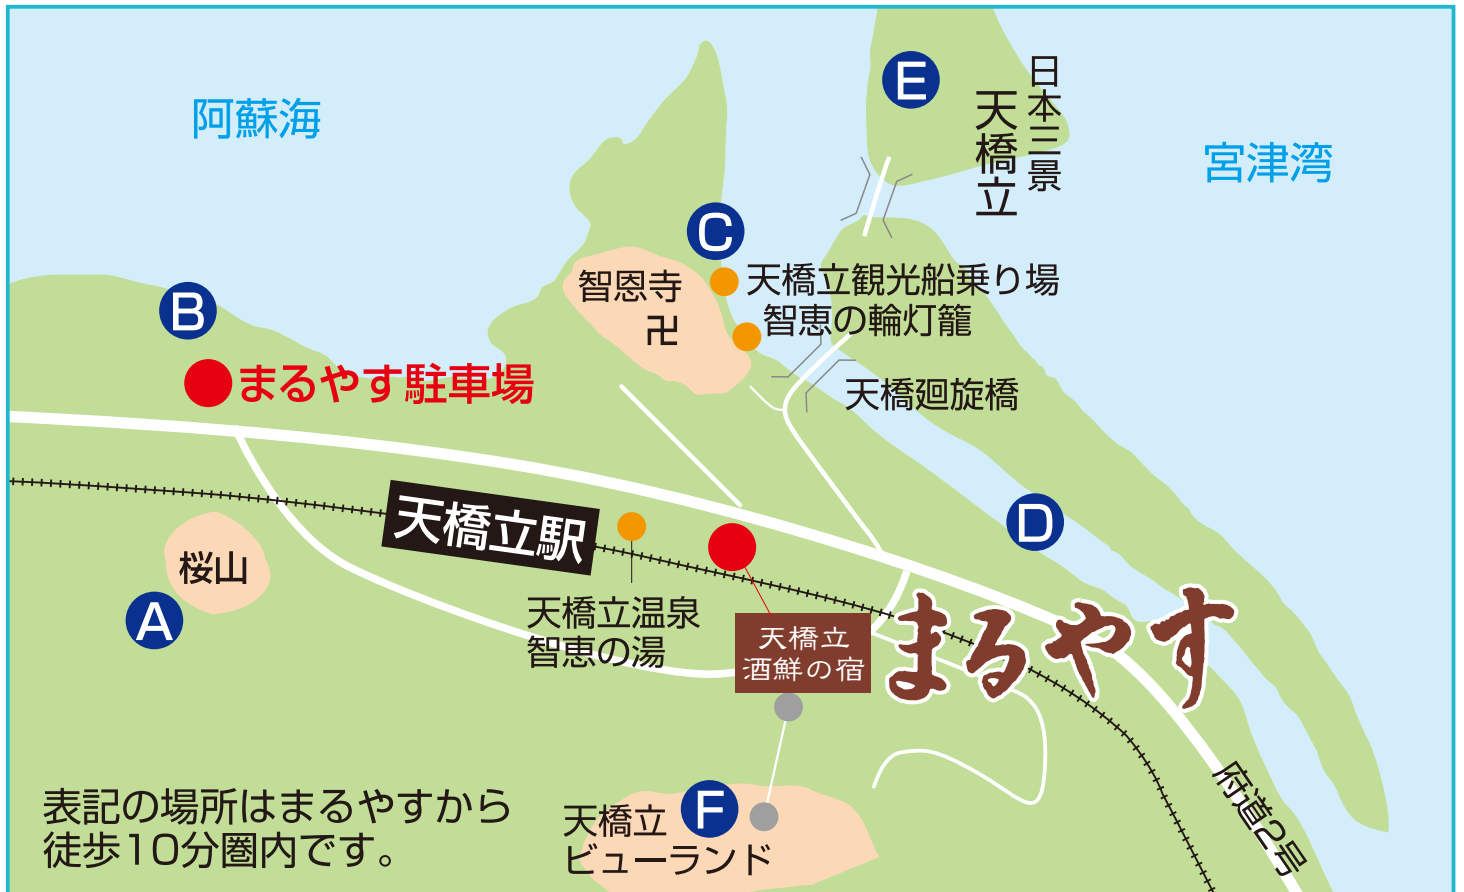 E
日本三景
天橋立
阿蘇海
宮津湾
C
智恩寺
卍
天橋立観光船乗り場
智恵の輪灯籠
B
まるやす駐車場
天橋廻旋橋
天橋立駅
D
桜山
A
天橋立温泉
智恵の湯
天橋立
酒鮮の宿
まるやす
府道2号
F
天橋立
ビューランド
表記の場所はまるやすから
徒歩10分圏内です。